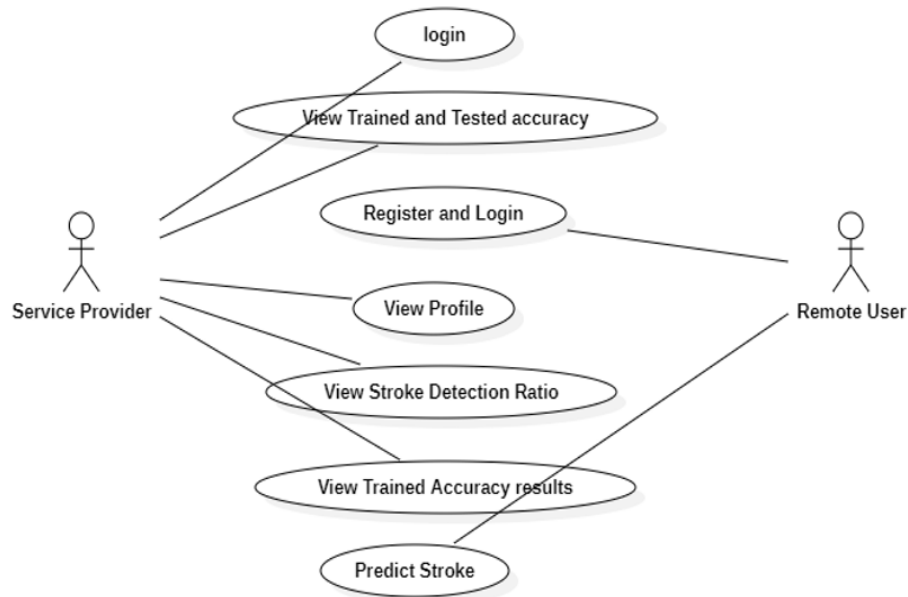 login
View Trained and Tested accuracy
Register and Login
View Profile
Service Provider
Remote User
View Stroke Detection Ratio
View Trained Accuracy results
Predict Stroke